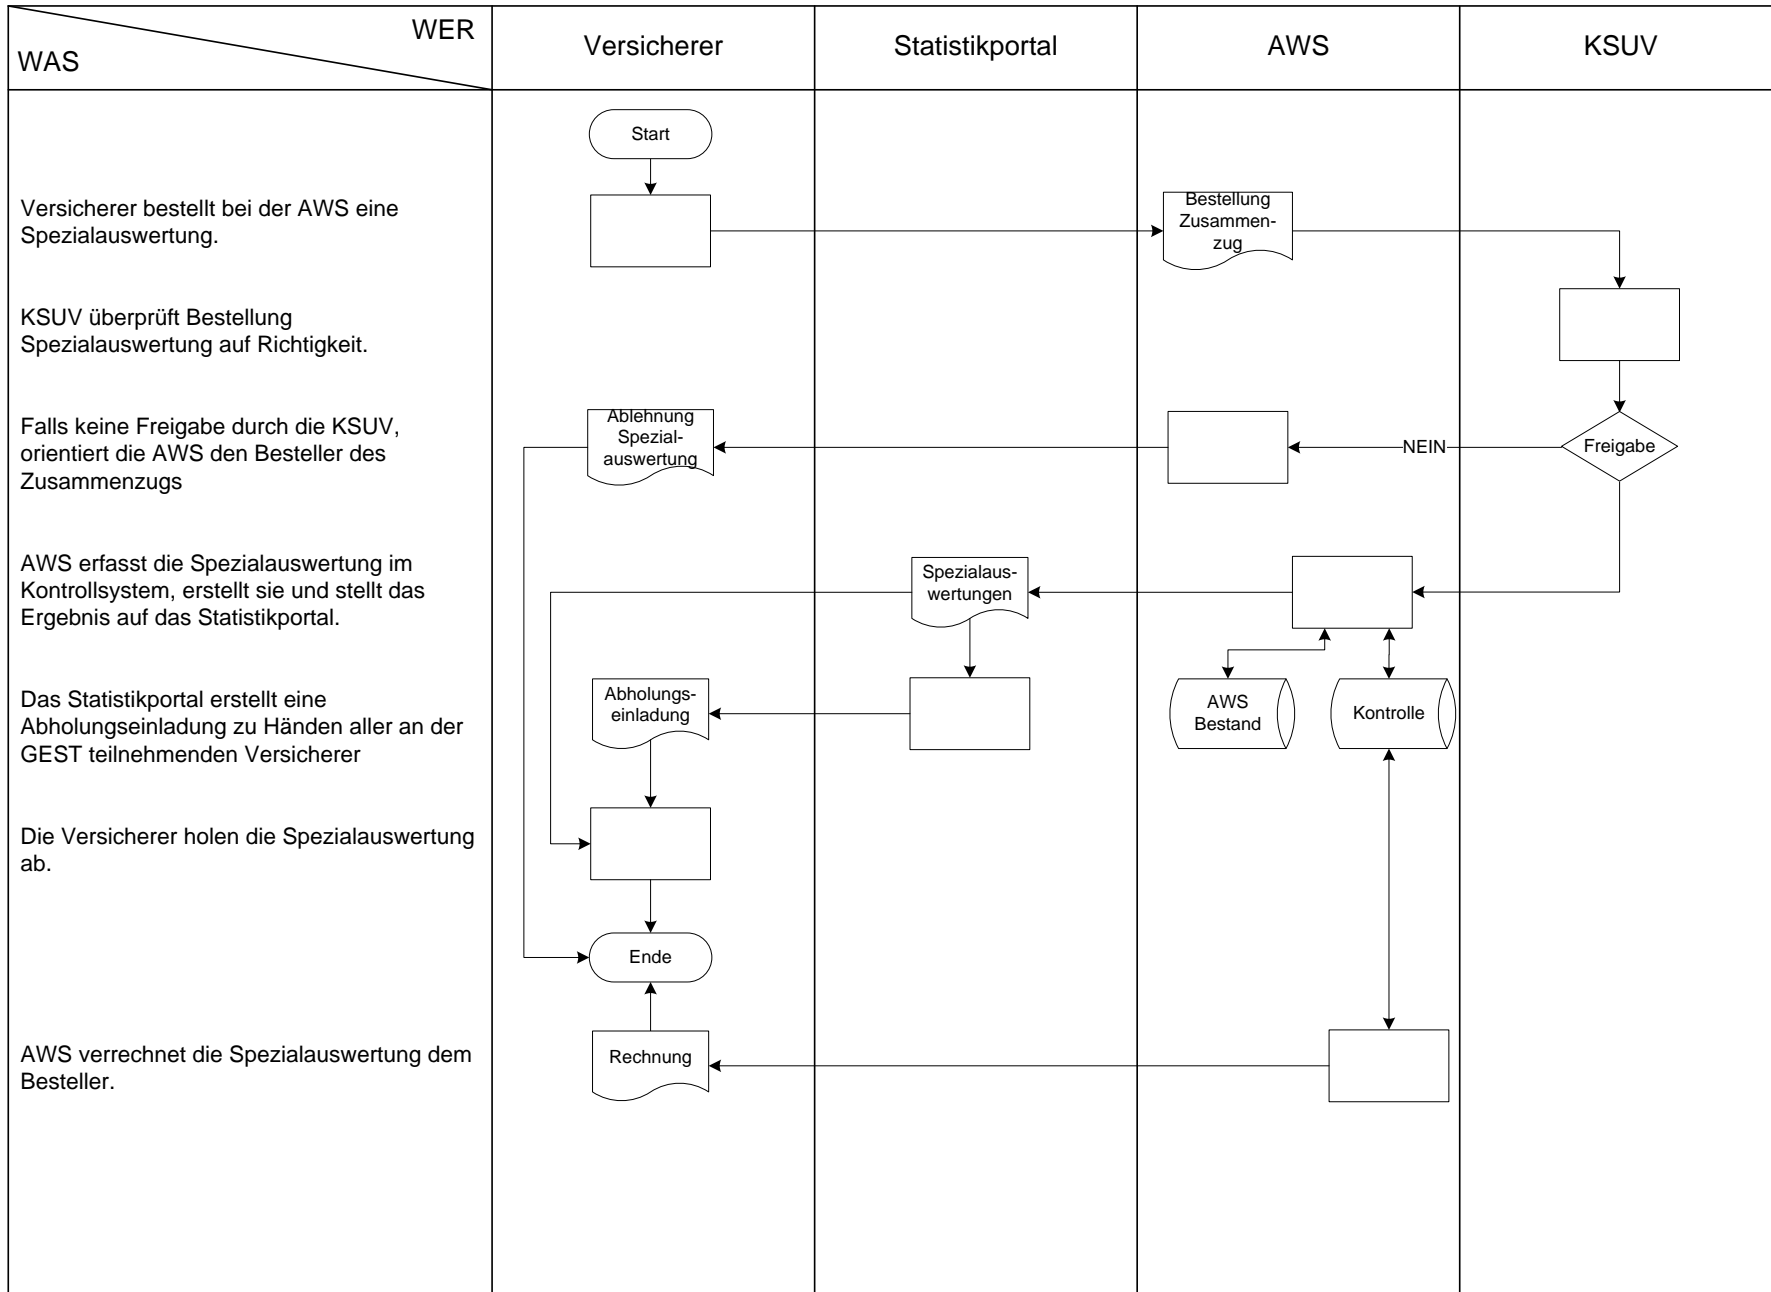 WER
WAS
Versicherer
Statistikportal
AWS
KSUV
Start
Versicherer bestellt bei der AWS eine
Spezialauswertung.
Bestellung
Zusammen-
zug
KSUV überprüft Bestellung
Spezialauswertung auf Richtigkeit.
Falls keine Freigabe durch die KSUV,
orientiert die AWS den Besteller des
Zusammenzugs
Ablehnung
Spezial-
auswertung
NEIN
Freigabe
AWS erfasst die Spezialauswertung im
Kontrollsystem, erstellt sie und stellt das
Ergebnis auf das Statistikportal.
Spezialaus-
wertungen
Das Statistikportal erstellt eine
Abholungseinladung zu Händen aller an der
GEST teilnehmenden Versicherer
Abholungs-
einladung
AWS
Bestand
Kontrolle
Die Versicherer holen die Spezialauswertung
ab.
Ende
AWS verrechnet die Spezialauswertung dem
Besteller.
Rechnung